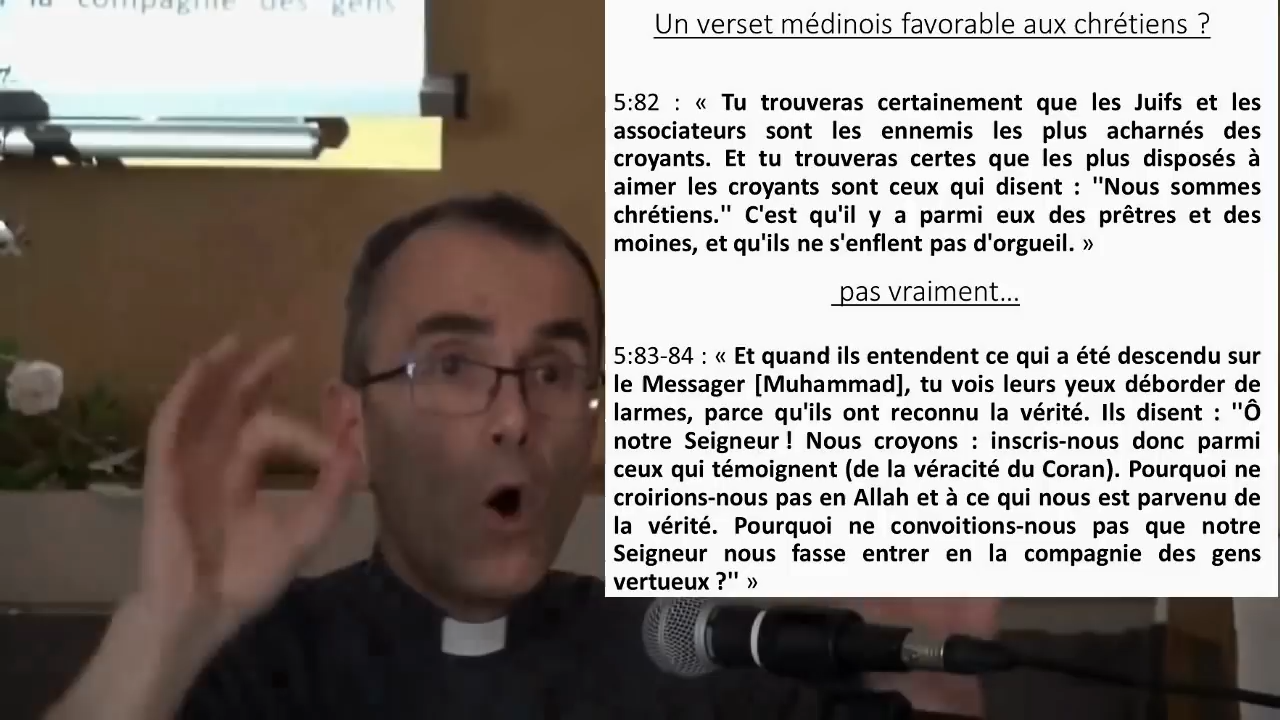 la compagnie des gens
Un verset médinois favorable aux chrétiens ?
5:82 : « Tu trouveras certainement que les Juifs et les
associateurs sont les ennemis les plus acharnés des
croyants. Et tu trouveras certes que les plus disposés à
aimer les croyants sont ceux qui disent : "Nous sommes
chrétiens." C'est qu'il y a parmi eux des prêtres et des
moines, et qu'ils ne s'enflent pas d'orgueil. »
pas vraiment...
5:83-84 : « Et quand ils entendent ce qui a été descendu sur
le Messager [Muhammad], tu vois leurs yeux déborder de
larmes, parce qu'ils ont reconnu la vérité. Ils disent : "Ô
notre Seigneur ! Nous croyons : inscris-nous donc parmi
ceux qui témoignent (de la véracité du Coran). Pourquoi ne
croirions-nous pas en Allah et à ce qui nous est parvenu de
la vérité. Pourquoi ne convoitions-nous pas que notre
Seigneur nous fasse entrer en la compagnie des gens
vertueux ?" »